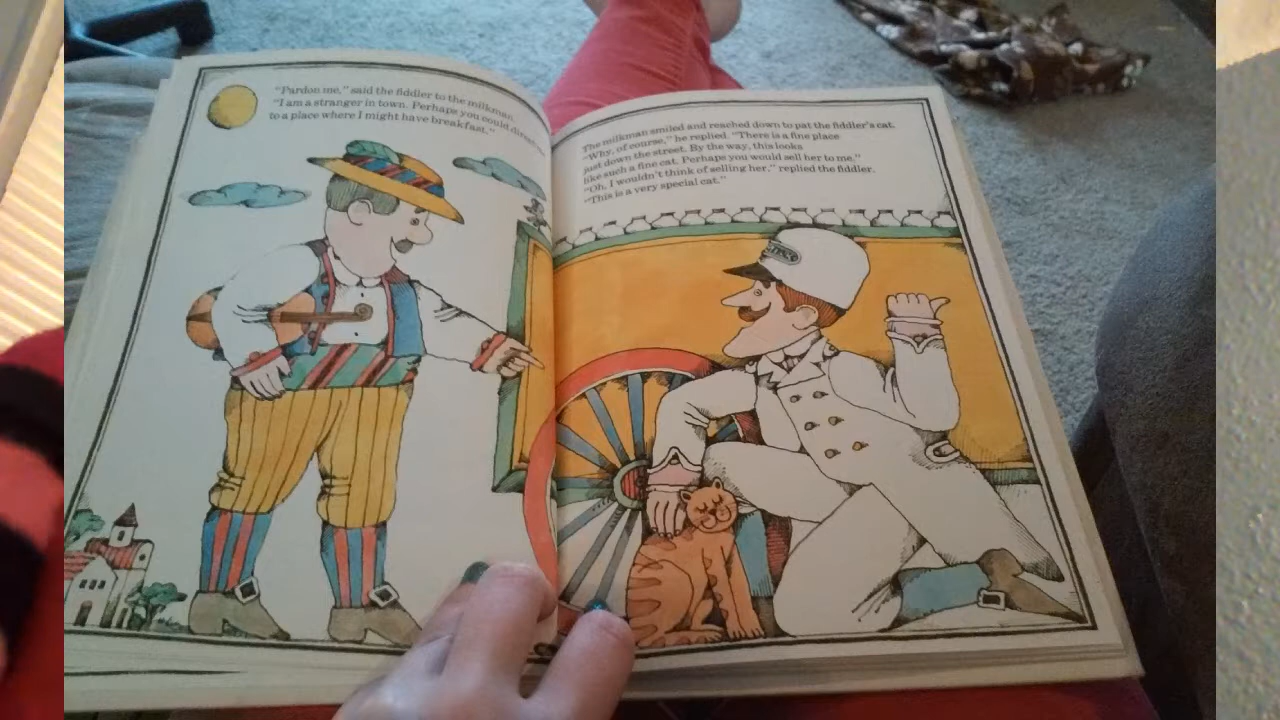 "Pardon me," said the fiddler to the milkman.
"I am a stranger in town. Perhaps you could direct me
to a place where I might have breakfast."
The milkman smiled and reached down to pat the fiddler's cat.
"Why, of course," he replied. "There is a fine place
just down the street. By the way, this looks
like such a fine cat. Perhaps you would sell her to me."
"Oh, I wouldn't think of selling her," replied the fiddler.
"This is a very special cat."